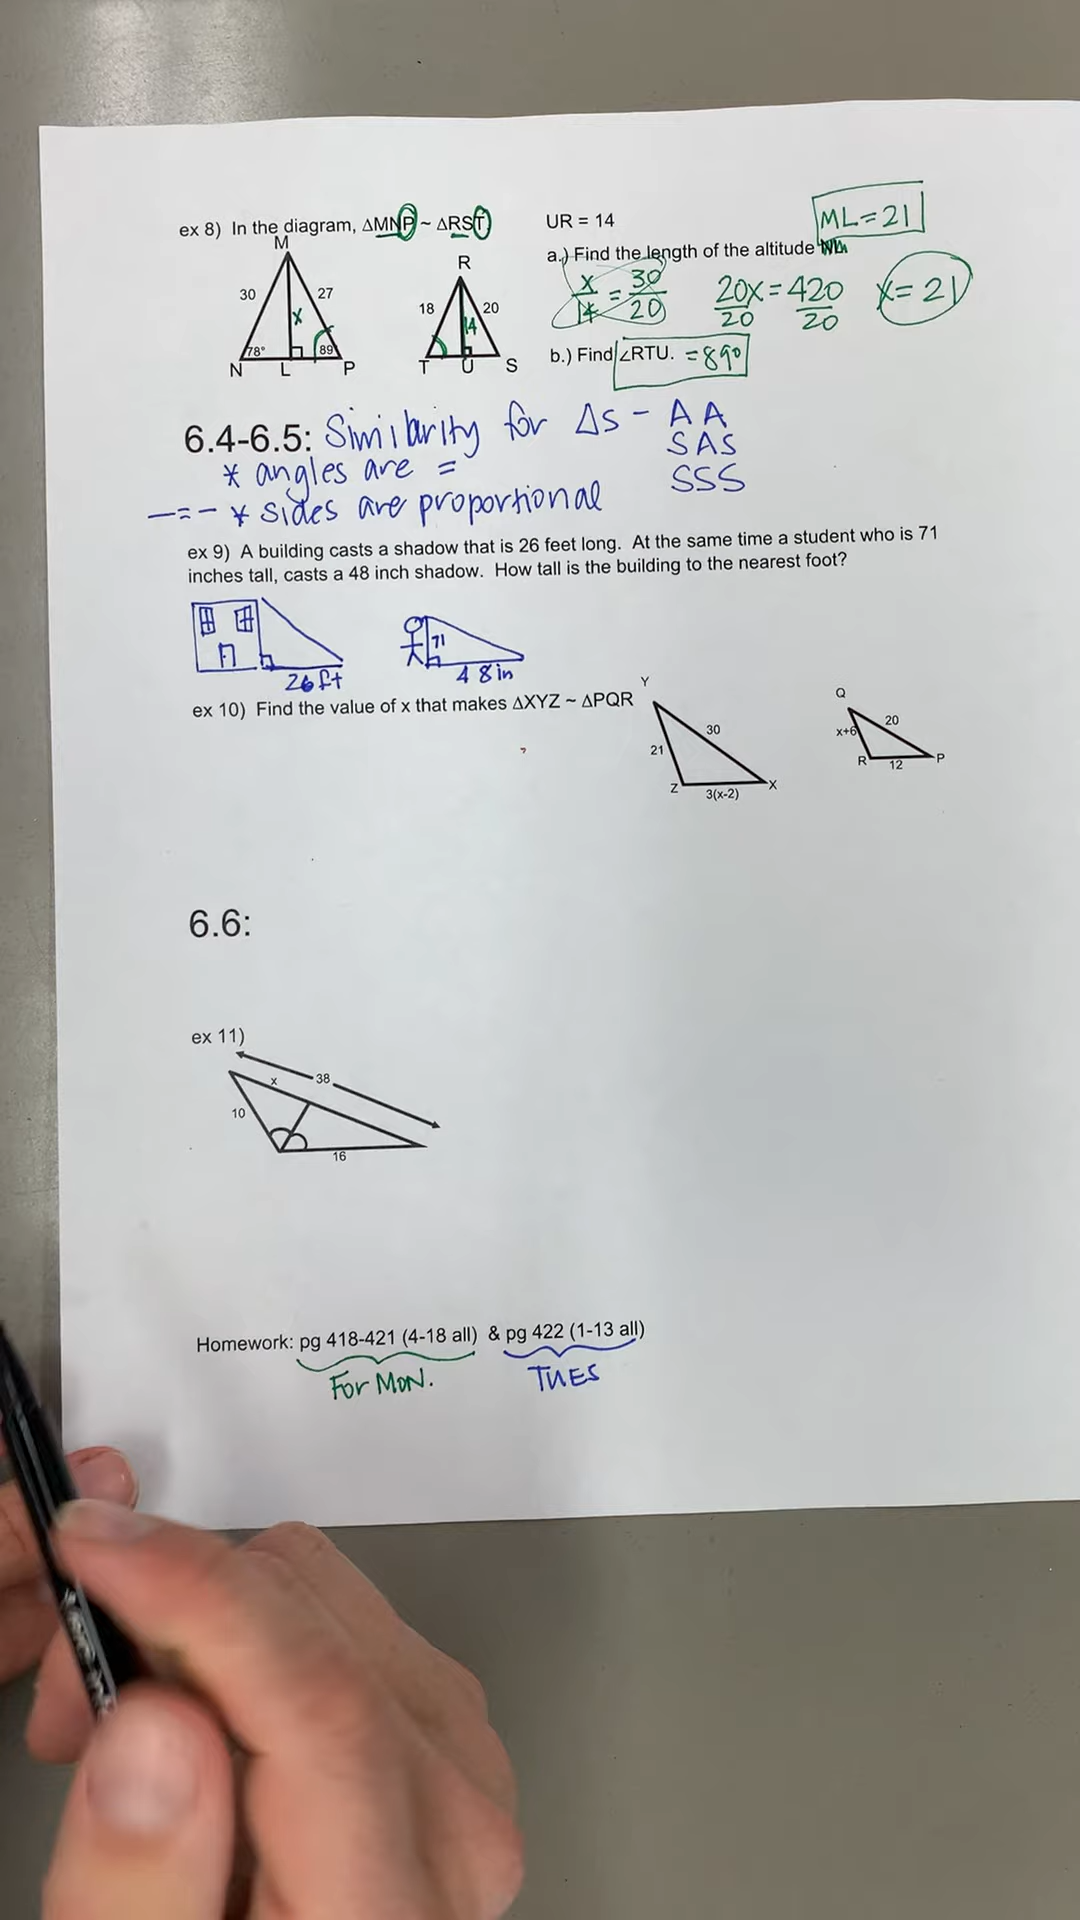 ex 8) In the diagram, ΔMNP ~ ΔRST.
UR = 14
ML = 21
a.) Find the length of the altitude
x/14 = 30/20
20x = 420
20 20
x = 21
b.) Find ∠RTU. = 89°
M
30
27
x
78°
89
N
L
P
R
18
20
14
T
U
S
6.4-6.5: Similarity for Δs - AA
SAS
SSS
* angles are =
—=– * sides are proportional
ex 9) A building casts a shadow that is 26 feet long. At the same time a student who is 71
inches tall, casts a 48 inch shadow. How tall is the building to the nearest foot?
26ft
71
48in
ex 10) Find the value of x that makes ΔXYZ ~ ΔPQR
Y
30
21
Z
3(x-2)
X
Q
20
x+6
R
12
P
6.6:
ex 11)
x
38
10
16
Homework: pg 418-421 (4-18 all) & pg 422 (1-13 all)
For Mon.
TUES